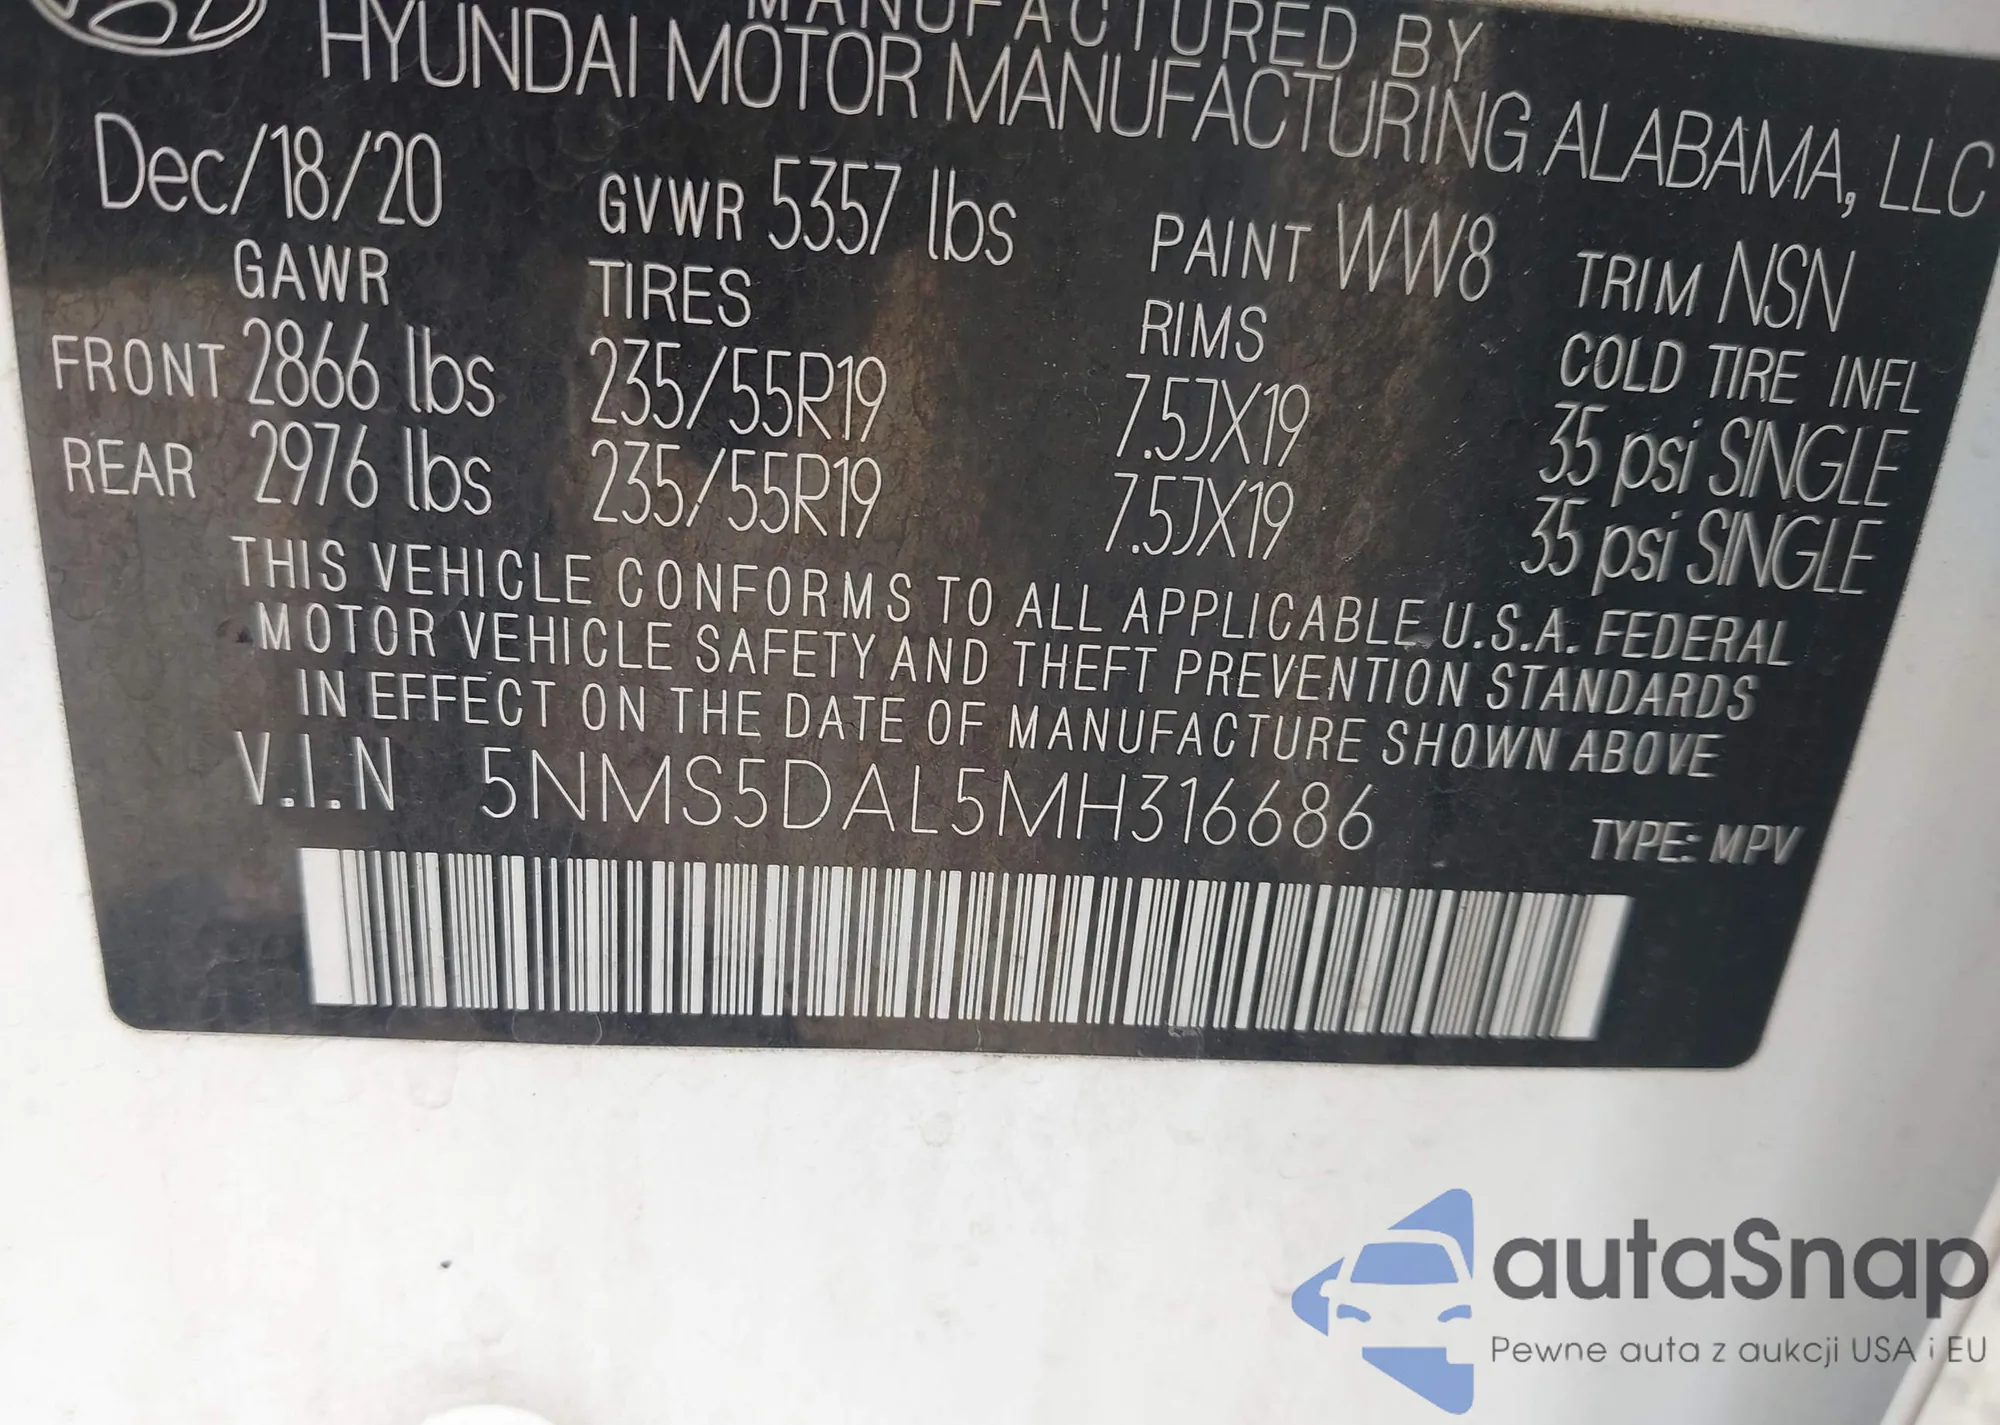 MANUFACTURED BY
HYUNDAI MOTOR MANUFACTURING ALABAMA, LLC
Dec/18/20 GVWR 5357 lbs PAINT WW8 TRIM NSN
GAWR TIRES RIMS COLD TIRE INFL
FRONT 2866 lbs 235/55R19 7.5JX19 35 psi SINGLE
REAR 2976 lbs 235/55R19 7.5JX19 35 psi SINGLE
THIS VEHICLE CONFORMS TO ALL APPLICABLE U.S.A. FEDERAL
MOTOR VEHICLE SAFETY AND THEFT PREVENTION STANDARDS
IN EFFECT ON THE DATE OF MANUFACTURE SHOWN ABOVE
V.I.N 5NMS5DAL5MH316686
TYPE: MPV
autaSnap
Pewne auta z aukcji USA i EU